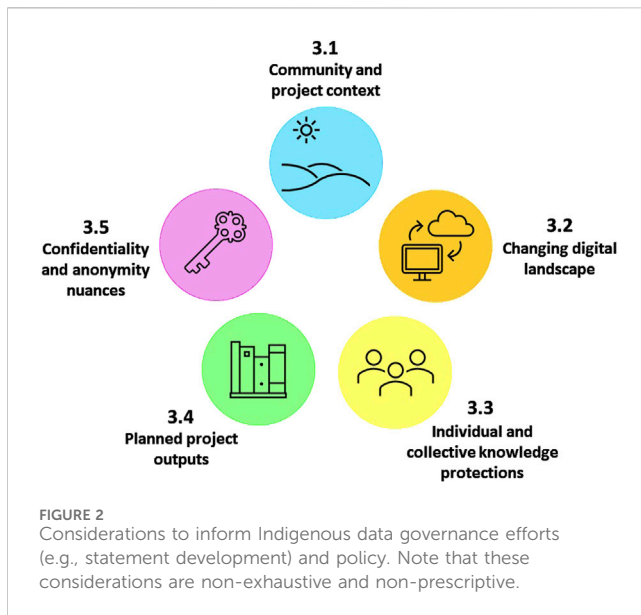 3.1
Community and
project context
3.2
Changing digital
landscape
3.3
Individual and
collective knowledge
protections
3.4
Planned project
outputs
3.5
Confidentiality
and anonymity
nuances
FIGURE 2
Considerations to inform Indigenous data governance efforts
(e.g., statement development) and policy. Note that these
considerations are non-exhaustive and non-prescriptive.